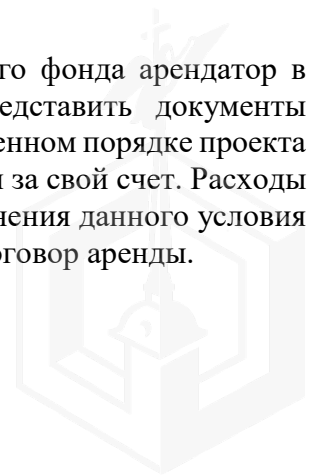 го фонда арендатор в
едставить документы
енном порядке проекта
и за свой счет. Расходы
нения данного условия
оговор аренды.